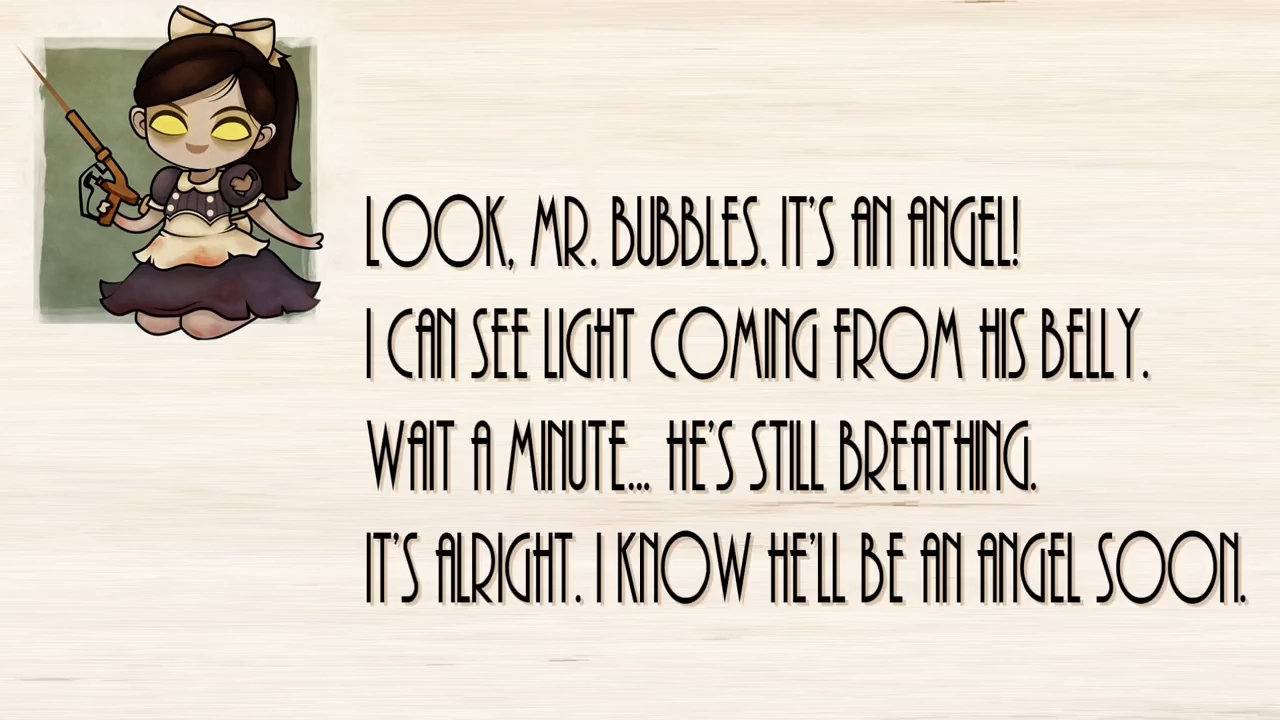 LOOK, MR. BUBBLES. IT'S AN ANGEL!
I CAN SEE LIGHT COMING FROM HIS BELLY.
WAIT A MINUTE... HE'S STILL BREATHING.
IT'S ALRIGHT. I KNOW HE'LL BE AN ANGEL SOON.